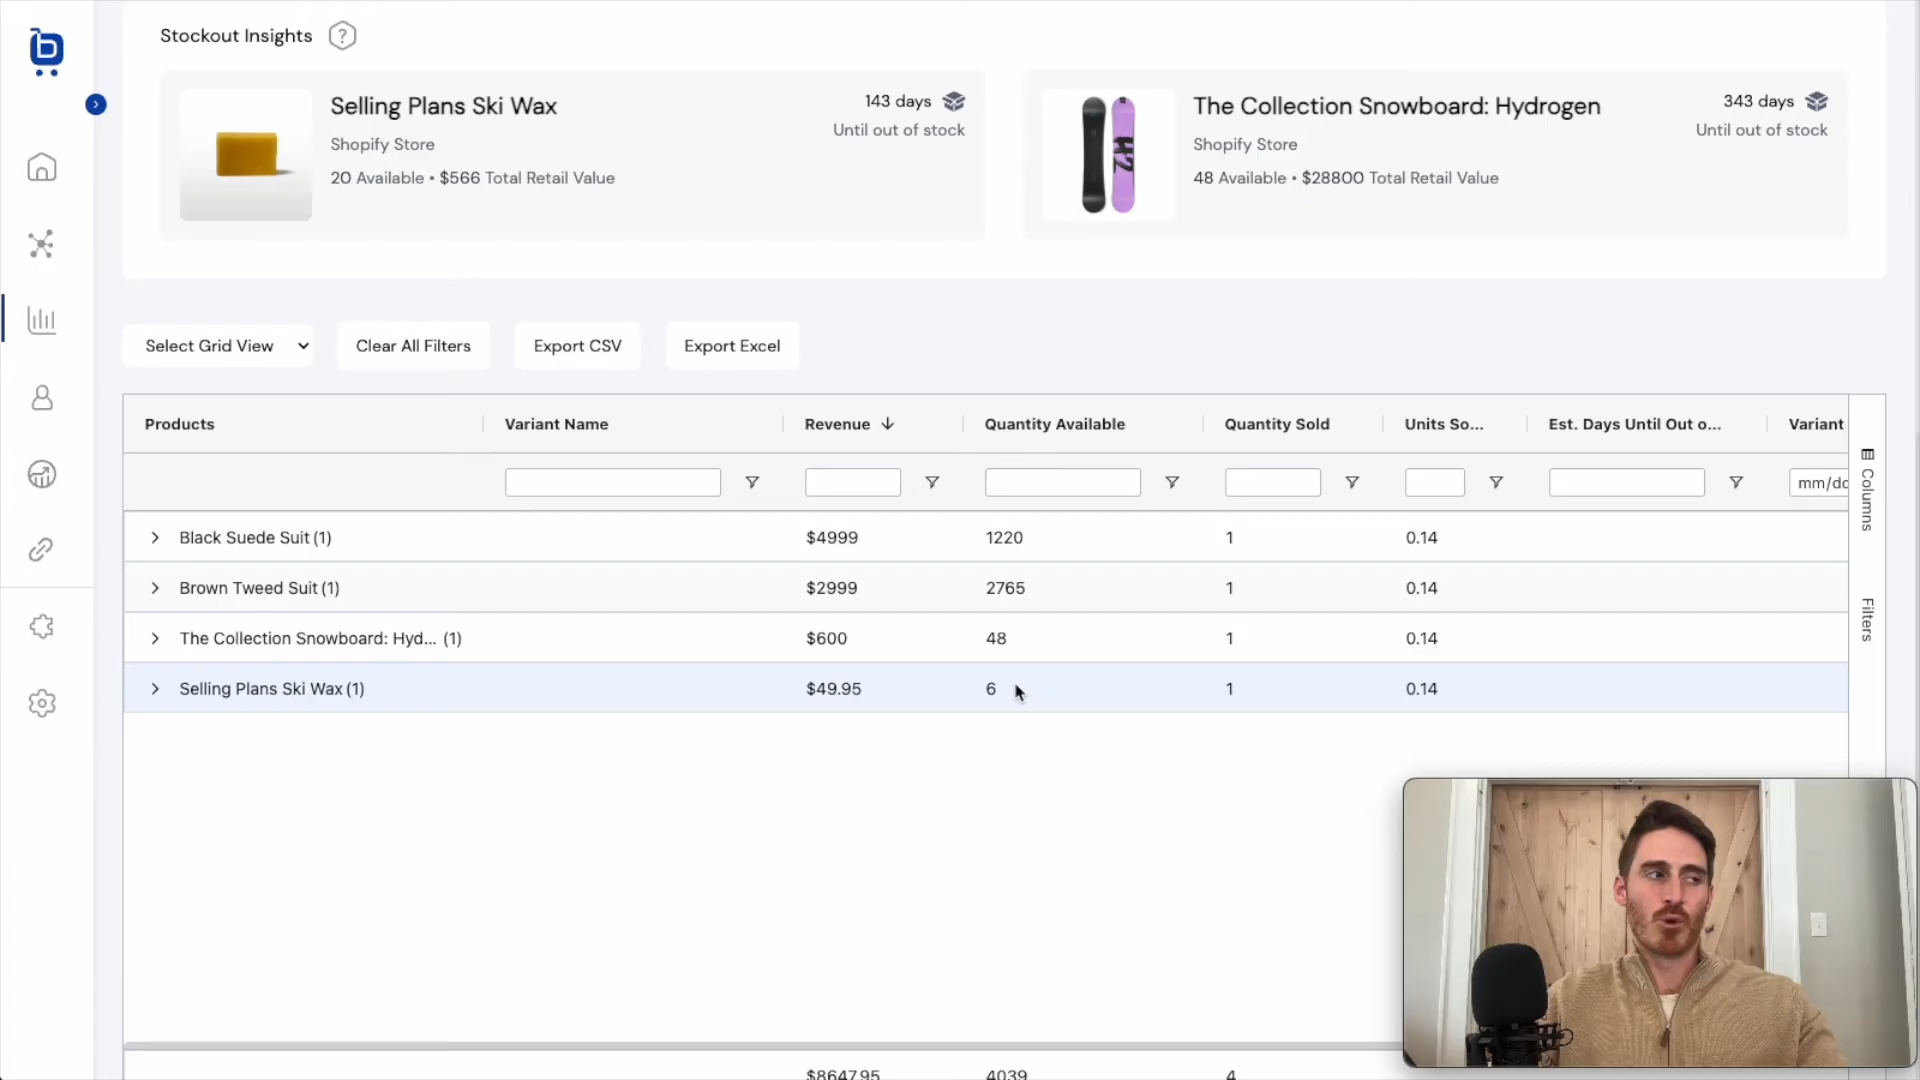 Stockout Insights ?
Selling Plans Ski Wax
Shopify Store
20 Available • $566 Total Retail Value
143 days
Until out of stock
H2
The Collection Snowboard: Hydrogen
Shopify Store
48 Available • $28800 Total Retail Value
343 days
Until out of stock
Select Grid View
Clear All Filters
Export CSV
Export Excel
Products Variant Name Revenue Quantity Available Quantity Sold Units So... Est. Days Until Out o... Variant
mm/dd
Black Suede Suit (1) $4999 1220 1 0.14
Brown Tweed Suit (1) $2999 2765 1 0.14
The Collection Snowboard: Hyd... (1) $600 48 1 0.14
Selling Plans Ski Wax (1) $49.95 6 1 0.14
$8647.95 4039 4
Columns
Filters